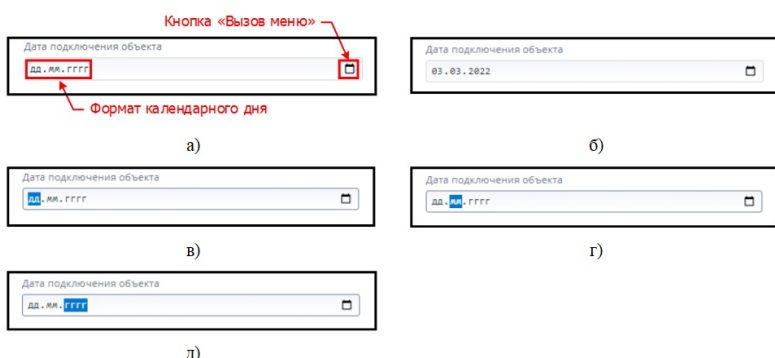 Кнопка «Вызов меню»
Дата подключения объекта
дд.мм.гггг
Формат календарного дня
а)
Дата подключения объекта
03.03.2022
б)
Дата подключения объекта
дд.мм.гггг
в)
Дата подключения объекта
дд.мм.гггг
г)
Дата подключения объекта
дд.мм.гггг
д)